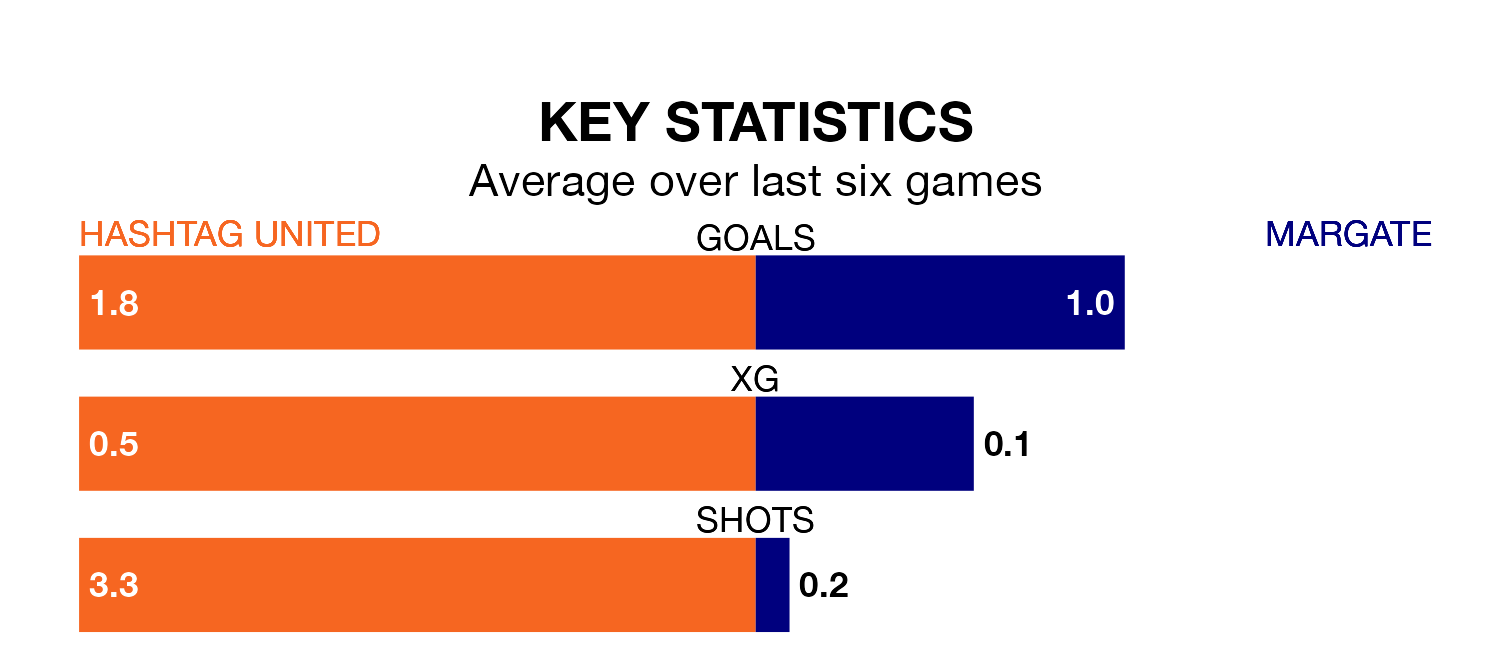 KEY STATISTICS
Average over last six games
HASHTAG UNITED
GOALS
MARGATE
1.8
1.0
XG
0.5
0.1
SHOTS
3.3
0.2